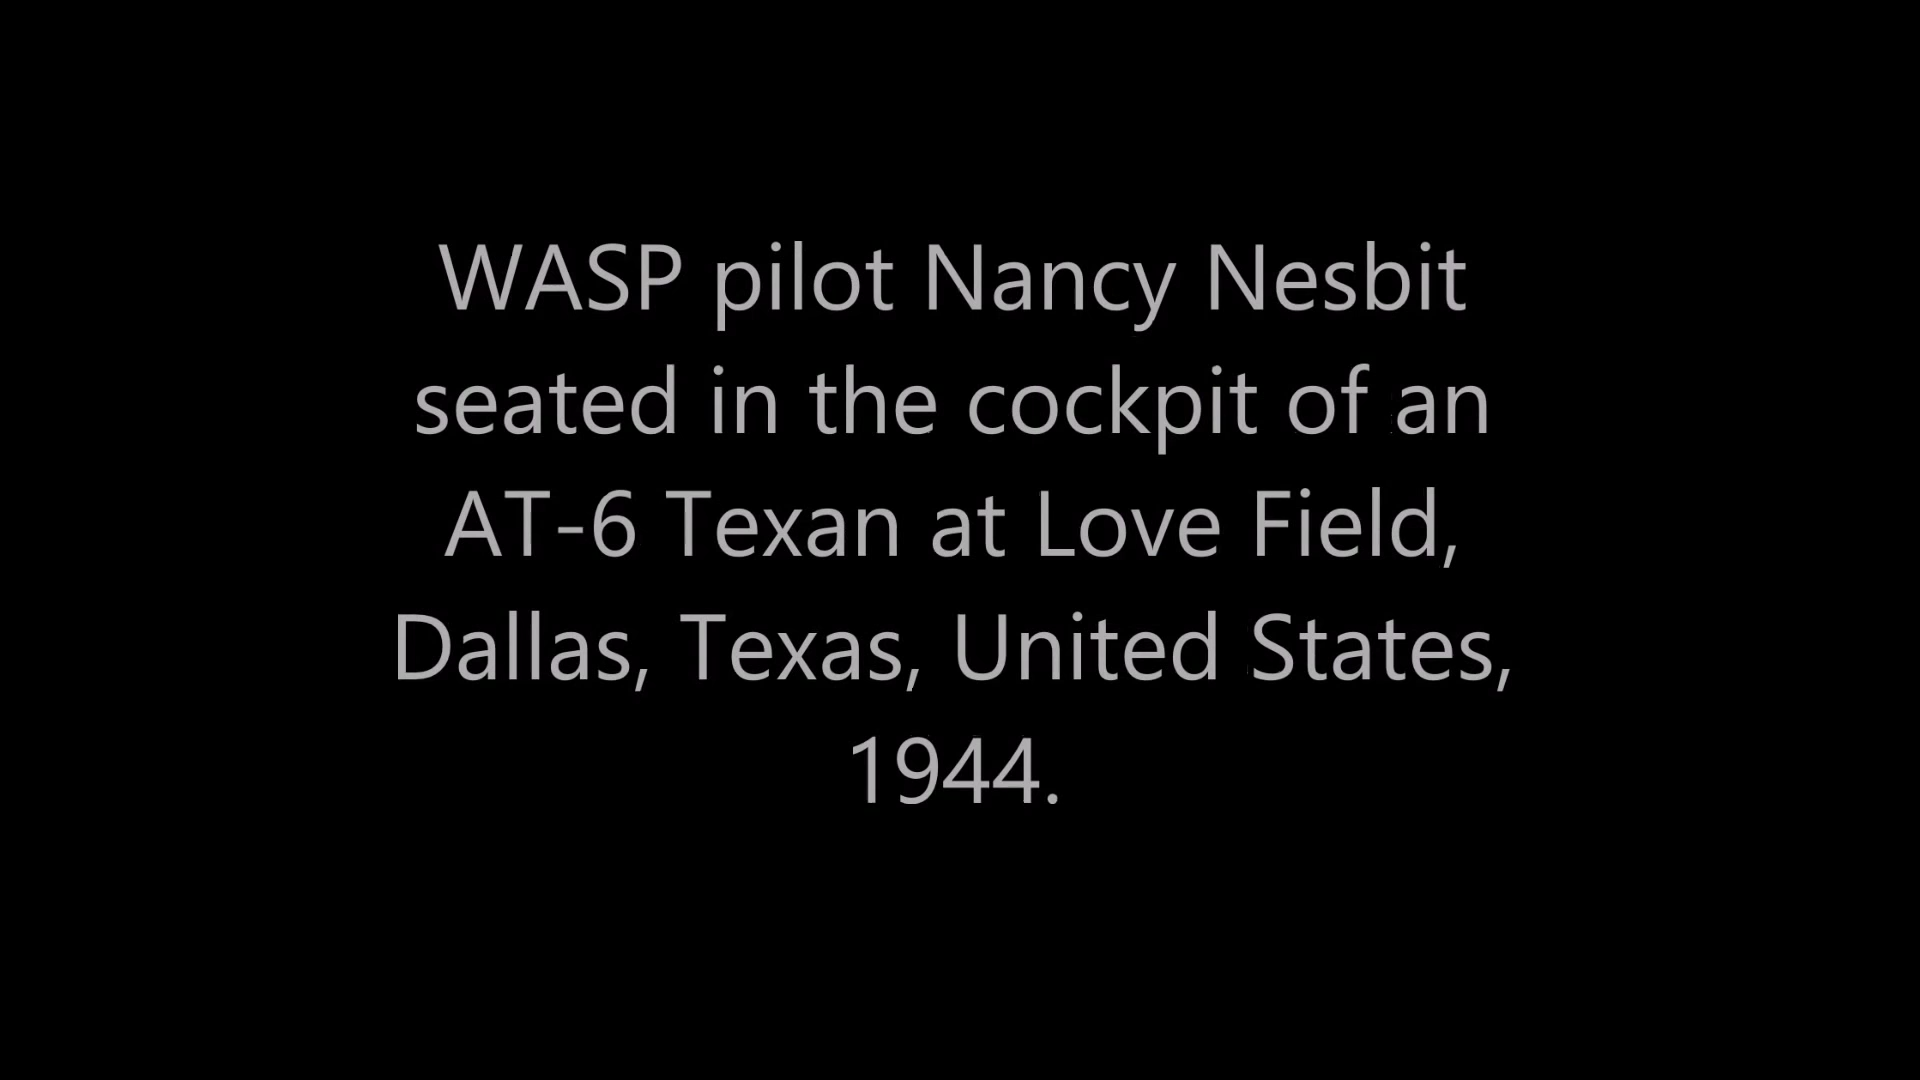 WASP pilot Nancy Nesbit
seated in the cockpit of an
AT-6 Texan at Love Field,
Dallas, Texas, United States,
1944.